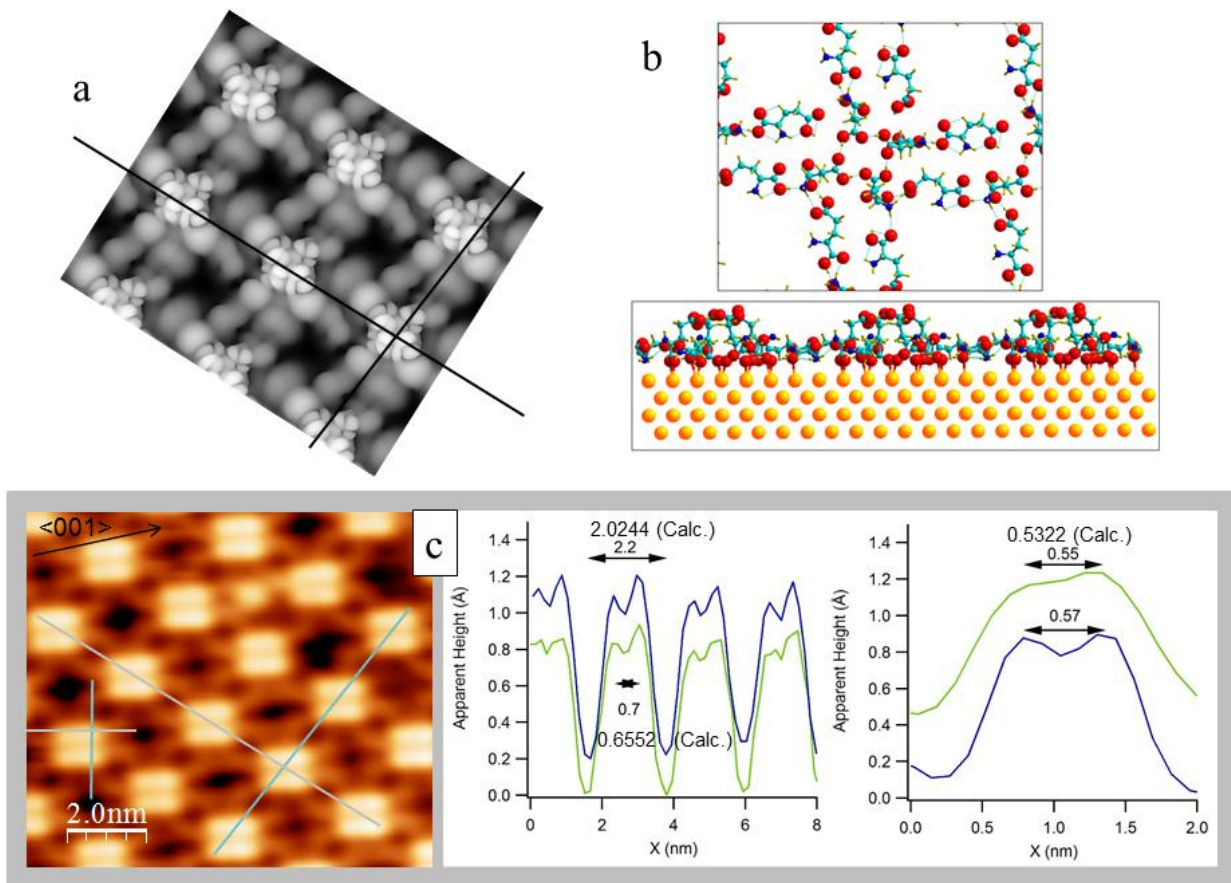 a
b
<001>
c
2.0nm
2.0244 (Calc.)
2.2
1.4
1.2
1.0
0.8
0.6
0.4
0.2
0.0
Apparent Height (Å)
0.7
0.6552 (Calc.)
0
2
4
6
8
X (nm)
0.5322 (Calc.)
0.55
0.57
1.4
1.2
1.0
0.8
0.6
0.4
0.2
0.0
Apparent Height (Å)
0.0
0.5
1.0
1.5
2.0
X (nm)